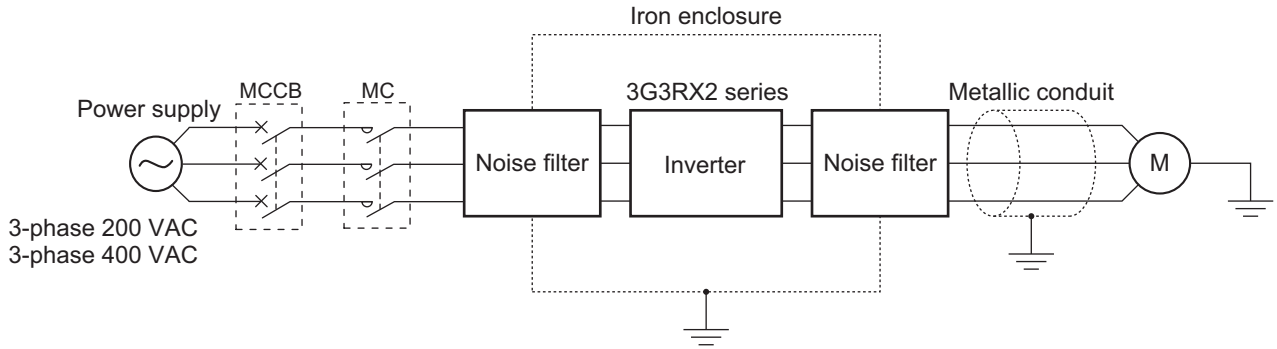 Iron enclosure
MCCB
MC
3G3RX2 series
Metallic conduit
Power supply
Noise filter
Inverter
Noise filter
M
3-phase 200 VAC
3-phase 400 VAC